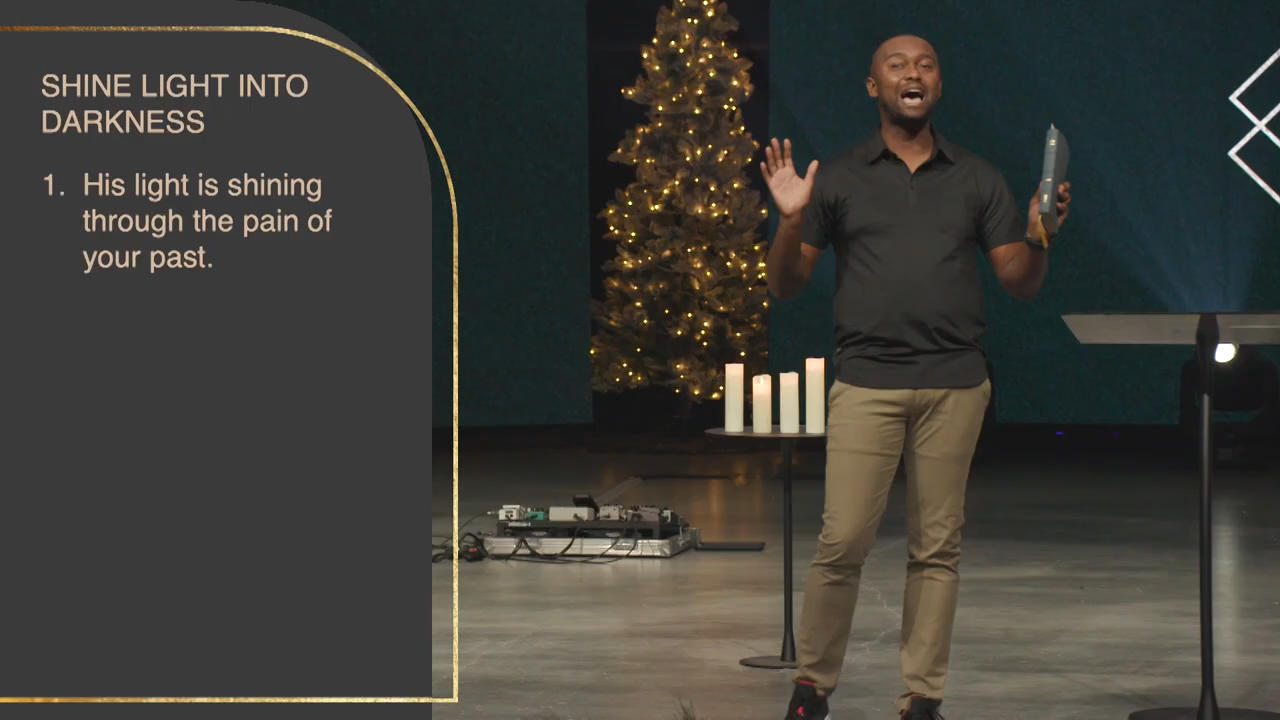 SHINE LIGHT INTO
DARKNESS
1. His light is shining
through the pain of
your past.